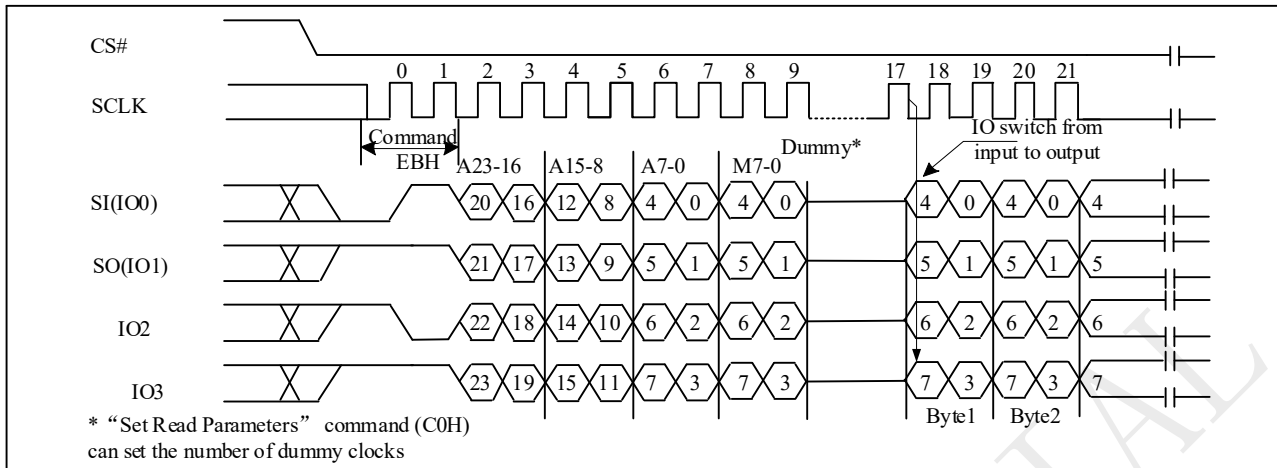 CS#
0 1 2 3 4 5 6 7 8 9 17 18 19 20 21
SCLK
Command
EBH
Dummy*
IO switch from
input to output
A23-16 A15-8 A7-0 M7-0
SI(IO0) 20 16 12 8 4 0 4 0 4 0 4 0 4
SO(IO1) 21 17 13 9 5 1 5 1 5 1 5 1 5
IO2 22 18 14 10 6 2 6 2 6 2 6 2 6
IO3 23 19 15 11 7 3 7 3 7 3 7 3 7
Byte1 Byte2
* “Set Read Parameters” command (C0H)
can set the number of dummy clocks